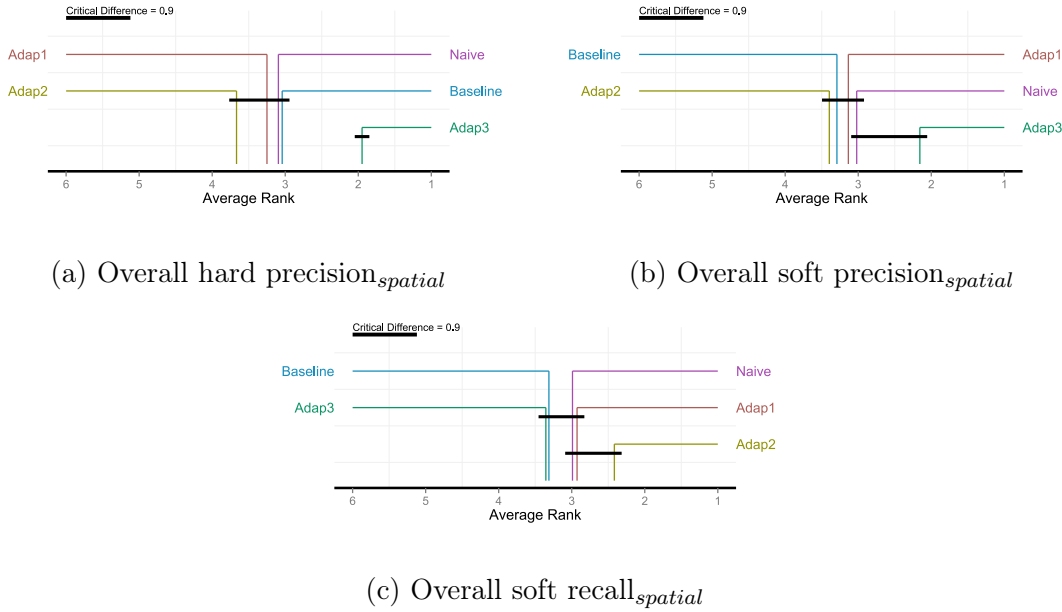 Critical Difference = 0.9
Adap1
Naive
Adap2
Baseline
Adap3
6 5 4 3 2 1
Average Rank
(a) Overall hard precision_spatial
Critical Difference = 0.9
Baseline
Adap1
Adap2
Naive
Adap3
6 5 4 3 2 1
Average Rank
(b) Overall soft precision_spatial
Critical Difference = 0.9
Baseline
Naive
Adap3
Adap1
Adap2
6 5 4 3 2 1
Average Rank
(c) Overall soft recall_spatial